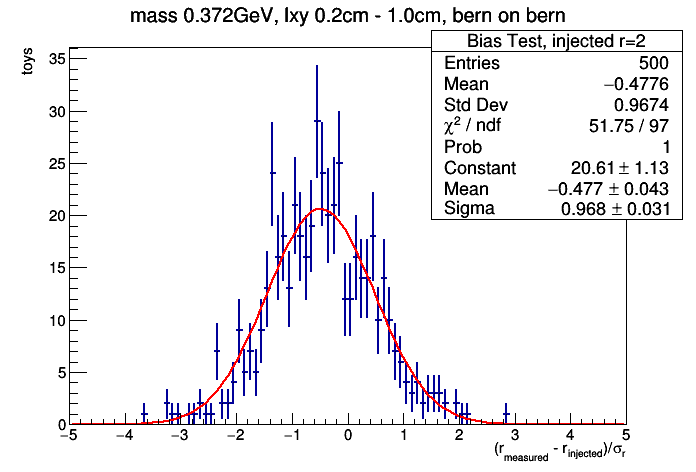 mass 0.372GeV, lxy 0.2cm - 1.0cm, bern on bern
Bias Test, injected r=2
Entries 500
Mean −0.4776
Std Dev 0.9674
χ² / ndf 51.75 / 97
Prob 1
Constant 20.61 ± 1.13
Mean −0.477 ± 0.043
Sigma 0.968 ± 0.031
toys
35
30
25
20
15
10
5
0
−5 −4 −3 −2 −1 0 1 2 3 4 5
(r_measured - r_injected)/σ_r